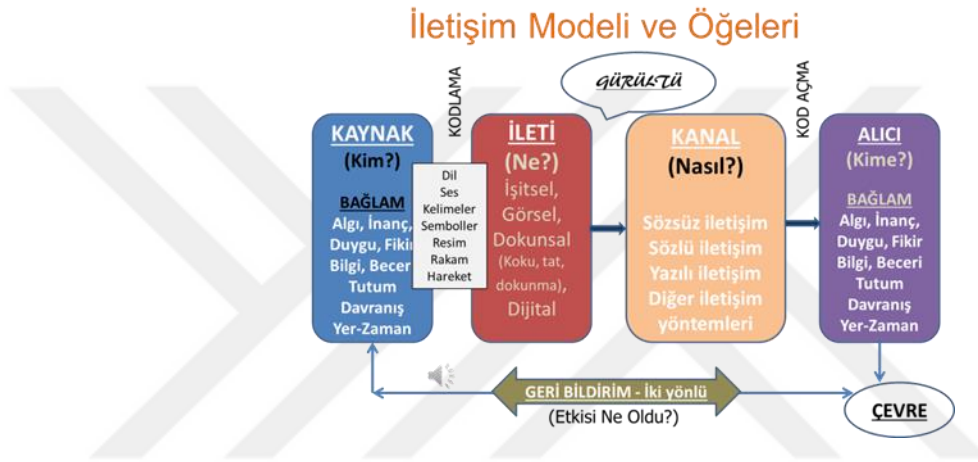 İletişim Modeli ve Öğeleri
GÜRÜLTÜ
KODLAMA
KOD AÇMA
KAYNAK
(Kim?)
BAĞLAM
Algı, İnanç,
Duygu, Fikir
Bilgi, Beceri
Tutum
Davranış
Yer-Zaman
Dil
Ses
Kelimeler
Semboller
Resim
Rakam
Hareket
İLETİ
(Ne?)
İşitsel,
Görsel,
Dokunsal
(Koku, tat,
dokunma),
Dijital
KANAL
(Nasıl?)
Sözsüz iletişim
Sözlü iletişim
Yazılı iletişim
Diğer iletişim
yöntemleri
ALICI
(Kime?)
BAĞLAM
Algı, İnanç,
Duygu, Fikir
Bilgi, Beceri
Tutum
Davranış
Yer-Zaman
GERİ BİLDİRİM - İki yönlü
(Etkisi Ne Oldu?)
ÇEVRE